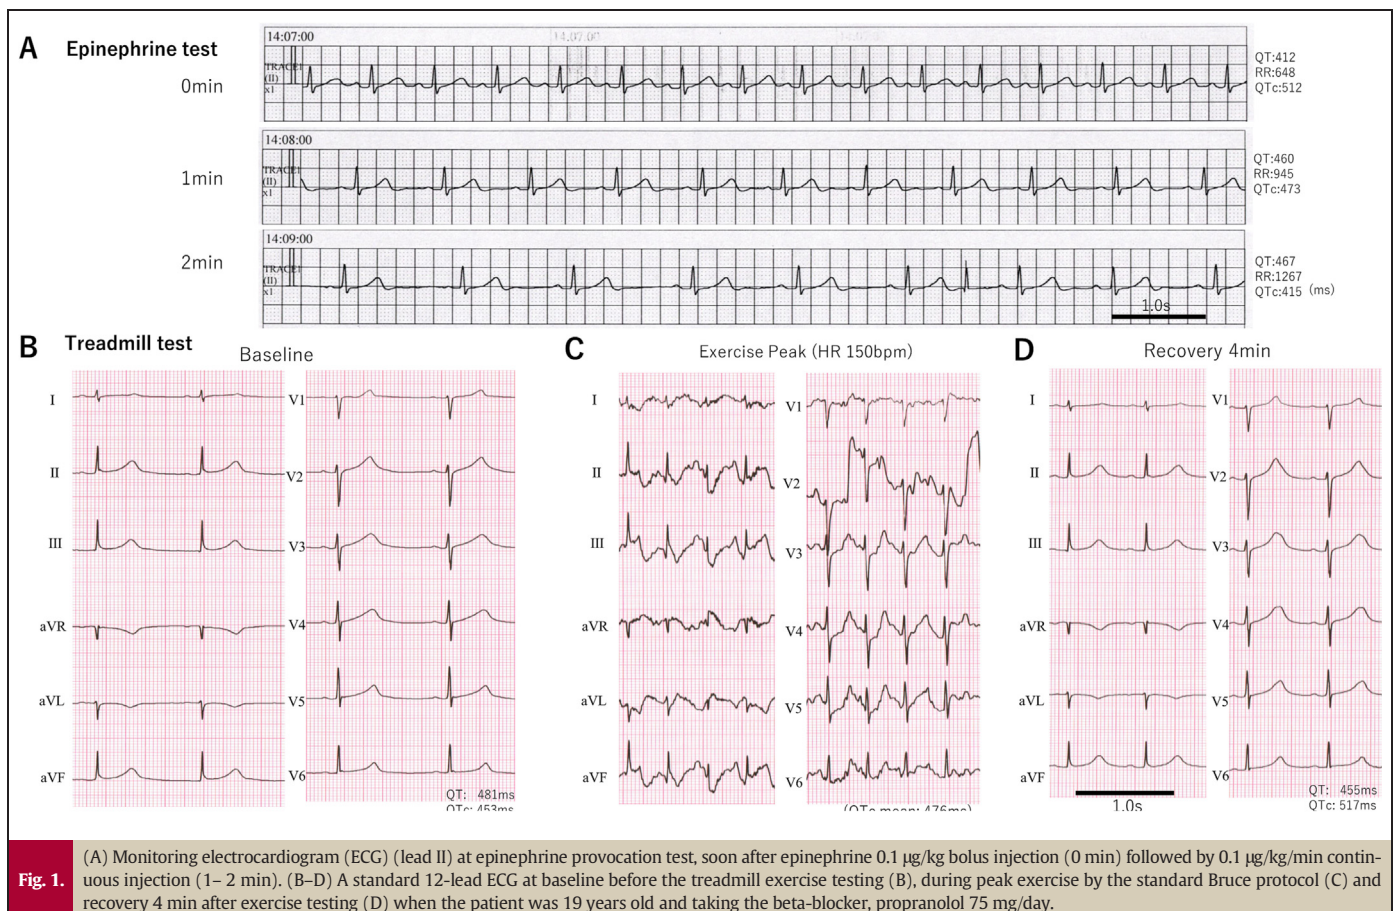 A Epinephrine test
14:07:00
0min
TRACE1
(II)
x1
QT:412
RR:648
QTc:512
14:08:00
1min
TRACE1
(II)
x1
QT:460
RR:945
QTc:473
14:09:00
2min
TRACE1
(II)
x1
QT:467
RR:1267
QTc:415 (ms)
1.0s
B Treadmill test
Baseline
I
II
III
aVR
aVL
aVF
V1
V2
V3
V4
V5
V6
QT: 481ms
QTc: 453ms
C Exercise Peak (HR 150bpm)
I
II
III
aVR
aVL
aVF
V1
V2
V3
V4
V5
V6
(QTc mean: 476ms)
D Recovery 4min
I
II
III
aVR
aVL
aVF
V1
V2
V3
V4
V5
V6
1.0s
QT: 455ms
QTc: 517ms
Fig. 1.
(A) Monitoring electrocardiogram (ECG) (lead II) at epinephrine provocation test, soon after epinephrine 0.1 μg/kg bolus injection (0 min) followed by 0.1 μg/kg/min contin-
uous injection (1– 2 min). (B–D) A standard 12-lead ECG at baseline before the treadmill exercise testing (B), during peak exercise by the standard Bruce protocol (C) and
recovery 4 min after exercise testing (D) when the patient was 19 years old and taking the beta-blocker, propranolol 75 mg/day.